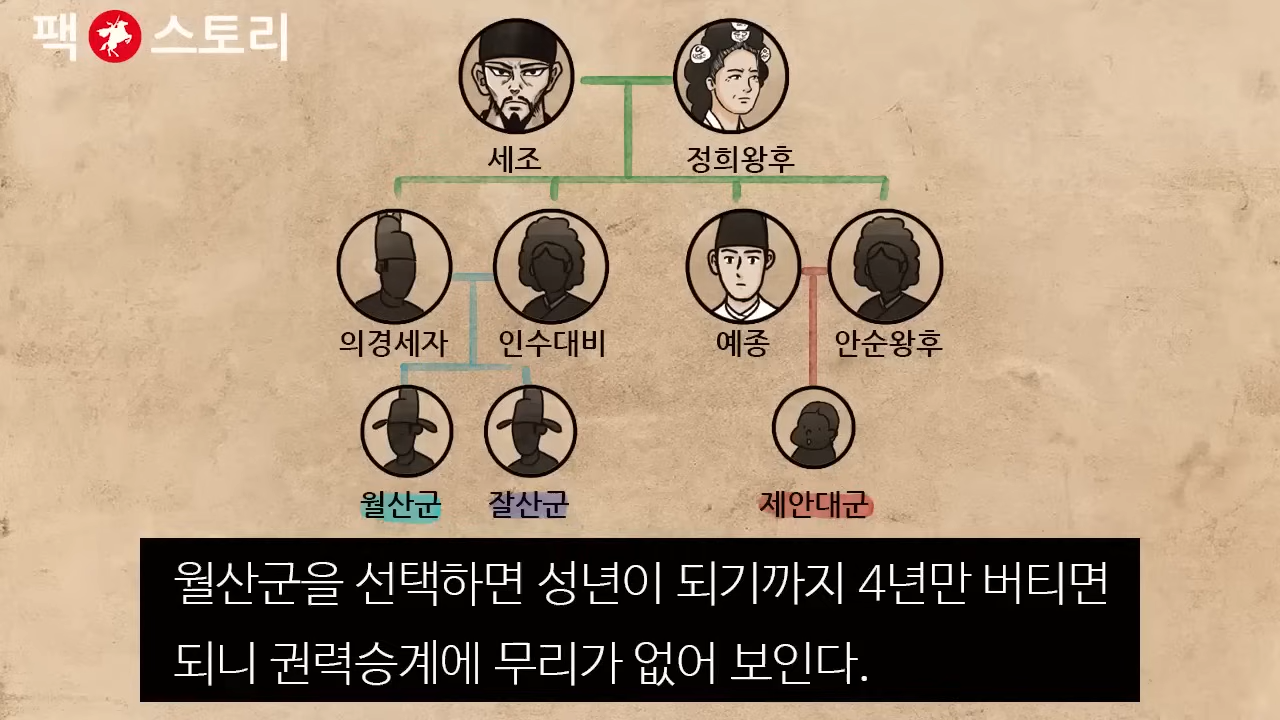 팩 스토리
세조 정희왕후
의경세자 인수대비 예종 안순왕후
월산군 잘산군 제안대군
월산군을 선택하면 성년이 되기까지 4년만 버티면
되니 권력승계에 무리가 없어 보인다.